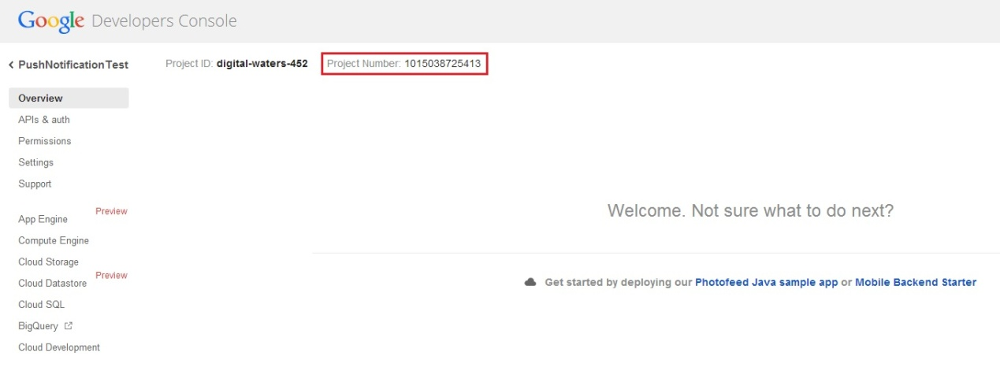 Google Developers Console
PushNotificationTest
Project ID: digital-waters-452 Project Number: 1015038725413
Overview
APIs & auth
Permissions
Settings
Support
App Engine Preview
Compute Engine
Cloud Storage
Cloud Datastore Preview
Cloud SQL
BigQuery
Cloud Development
Welcome. Not sure what to do next?
Get started by deploying our Photofeed Java sample app or Mobile Backend Starter